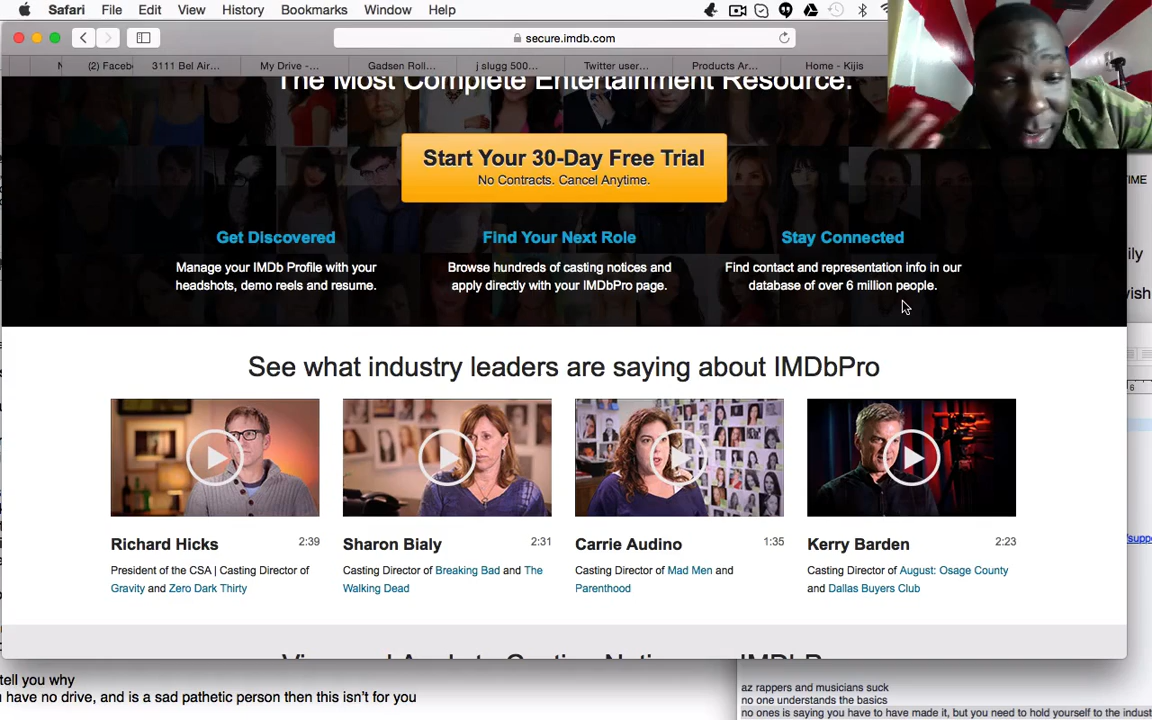 Safari File Edit View History Bookmarks Window Help
secure.imdb.com
(2) Faceb 3111 Bel Air... My Drive -... Gadsen Roll... j slugg 500... Twitter user... Products Ar... Home - Kijis
The Most Complete Entertainment Resource.
Start Your 30-Day Free Trial
No Contracts. Cancel Anytime.
Get Discovered
Manage your IMDb Profile with your
headshots, demo reels and resume.
Find Your Next Role
Browse hundreds of casting notices and
apply directly with your IMDbPro page.
Stay Connected
Find contact and representation info in our
database of over 6 million people.
See what industry leaders are saying about IMDbPro
Richard Hicks 2:39
President of the CSA | Casting Director of
Gravity and Zero Dark Thirty
Sharon Bialy 2:31
Casting Director of Breaking Bad and The
Walking Dead
Carrie Audino 1:35
Casting Director of Mad Men and
Parenthood
Kerry Barden 2:23
Casting Director of August: Osage County
and Dallas Buyers Club
tell you why
have no drive, and is a sad pathetic person then this isn't for you
az rappers and musicians suck
no one understands the basics
no ones is saying you have to have made it, but you need to hold yourself to the indust
IME
ily
vish
6
/suppo